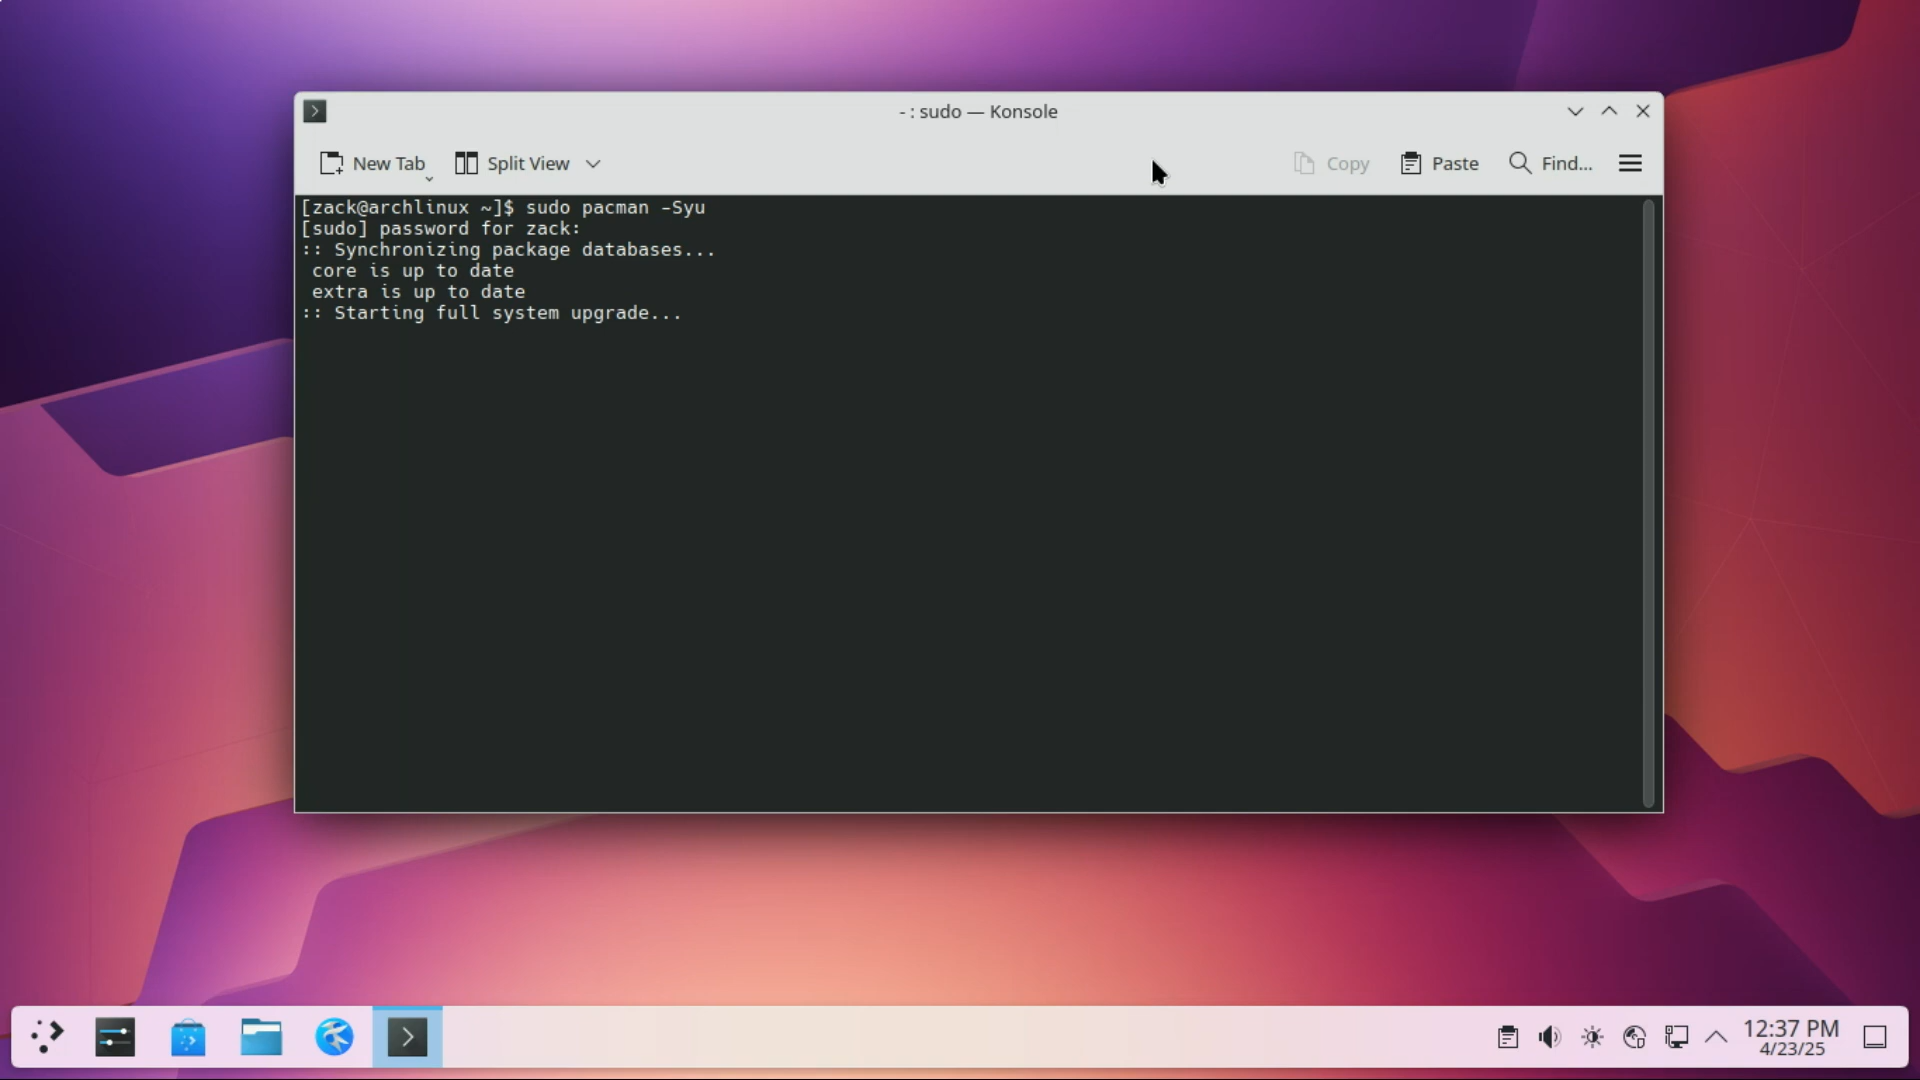 - : sudo — Konsole
New Tab
Split View
Copy
Paste
Find...
[zack@archlinux ~]$ sudo pacman -Syu
[sudo] password for zack:
:: Synchronizing package databases...
core is up to date
extra is up to date
:: Starting full system upgrade...
12:37 PM
4/23/25